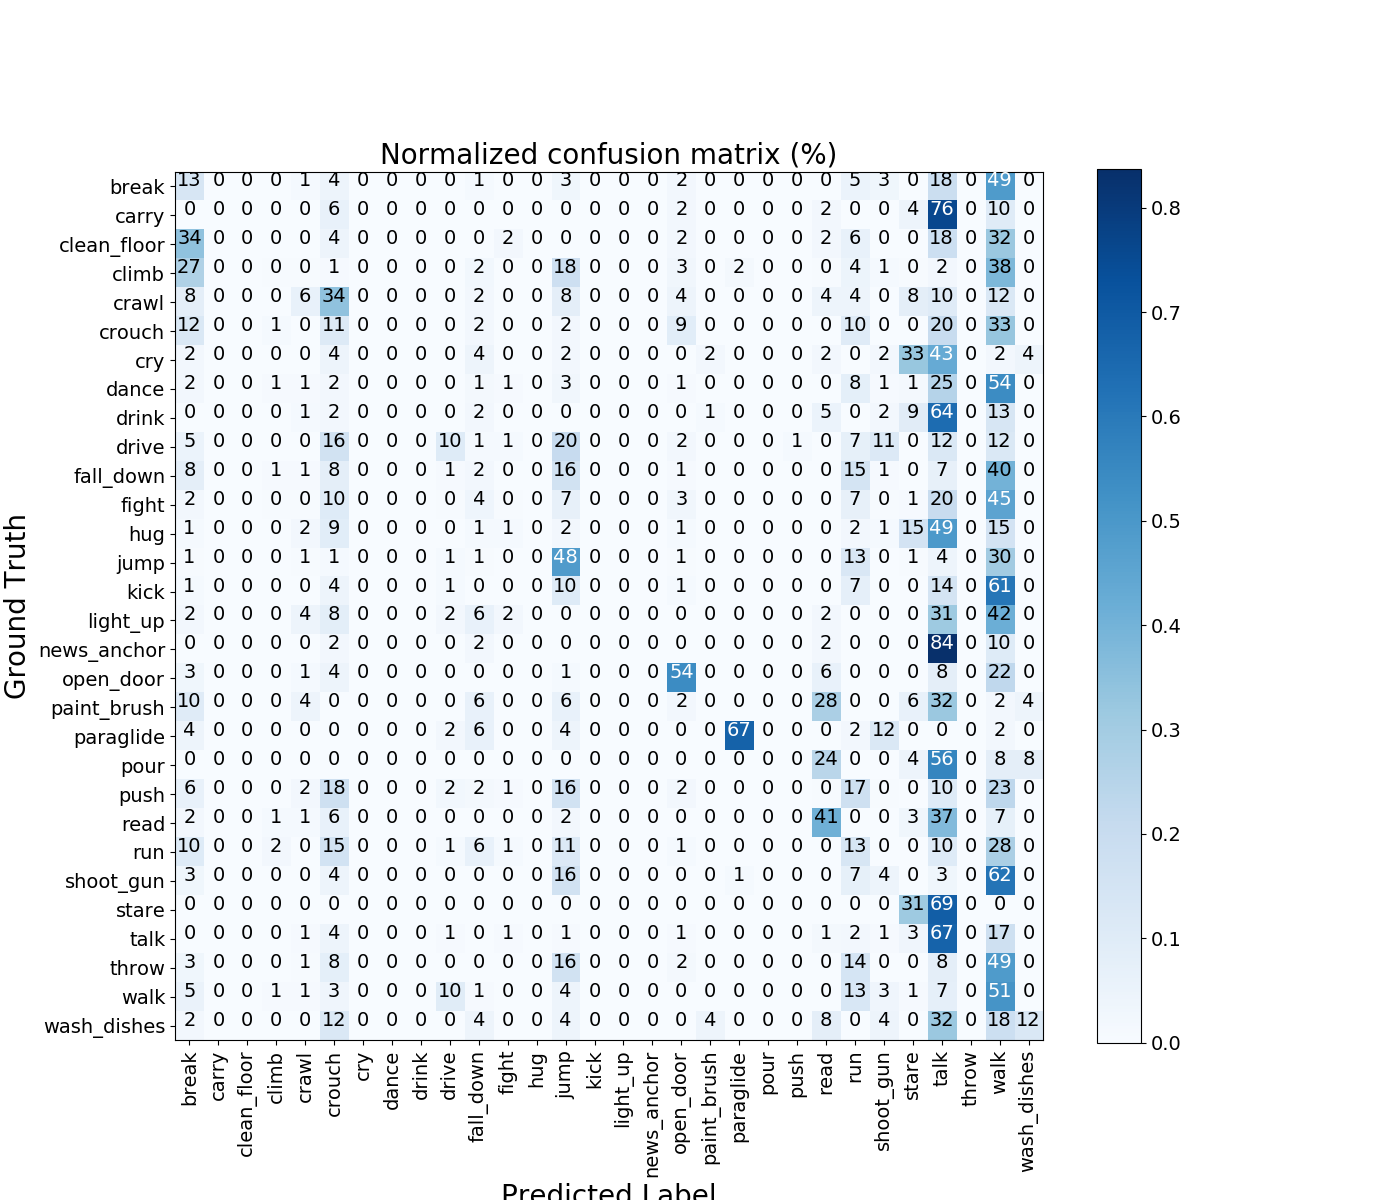 Normalized confusion matrix (%)
break 13 0 0 0 1 4 0 0 0 0 1 0 0 3 0 0 0 2 0 0 0 0 0 5 3 0 18 0 49 0
carry 0 0 0 0 0 6 0 0 0 0 0 0 0 0 0 0 0 2 0 0 0 0 2 0 0 4 76 0 10 0
clean_floor 34 0 0 0 0 4 0 0 0 0 0 2 0 0 0 0 0 2 0 0 0 0 2 6 0 0 18 0 32 0
climb 27 0 0 0 0 1 0 0 0 0 2 0 0 18 0 0 0 3 0 2 0 0 0 4 1 0 2 0 38 0
crawl 8 0 0 0 6 34 0 0 0 0 2 0 0 8 0 0 0 4 0 0 0 0 4 4 0 8 10 0 12 0
crouch 12 0 0 1 0 11 0 0 0 0 2 0 0 2 0 0 0 9 0 0 0 0 0 10 0 0 20 0 33 0
cry 2 0 0 0 0 4 0 0 0 0 4 0 0 2 0 0 0 0 2 0 0 0 2 0 2 33 43 0 2 4
dance 2 0 0 1 1 2 0 0 0 0 1 1 0 3 0 0 0 1 0 0 0 0 0 8 1 1 25 0 54 0
drink 0 0 0 0 1 2 0 0 0 0 2 0 0 0 0 0 0 0 1 0 0 0 5 0 2 9 64 0 13 0
drive 5 0 0 0 0 16 0 0 0 10 1 1 0 20 0 0 0 2 0 0 0 1 0 7 11 0 12 0 12 0
fall_down 8 0 0 1 1 8 0 0 0 1 2 0 0 16 0 0 0 1 0 0 0 0 0 15 1 0 7 0 40 0
fight 2 0 0 0 0 10 0 0 0 0 4 0 0 7 0 0 0 3 0 0 0 0 0 7 0 1 20 0 45 0
hug 1 0 0 0 2 9 0 0 0 0 1 1 0 2 0 0 0 1 0 0 0 0 0 2 1 15 49 0 15 0
jump 1 0 0 0 1 1 0 0 0 1 1 0 0 48 0 0 0 1 0 0 0 0 0 13 0 1 4 0 30 0
kick 1 0 0 0 0 4 0 0 0 1 0 0 0 10 0 0 0 1 0 0 0 0 0 7 0 0 14 0 61 0
light_up 2 0 0 0 4 8 0 0 0 2 6 2 0 0 0 0 0 0 0 0 0 0 2 0 0 0 31 0 42 0
news_anchor 0 0 0 0 0 2 0 0 0 0 2 0 0 0 0 0 0 0 0 0 0 0 2 0 0 0 84 0 10 0
open_door 3 0 0 0 1 4 0 0 0 0 0 0 0 1 0 0 0 54 0 0 0 0 6 0 0 0 8 0 22 0
paint_brush 10 0 0 0 4 0 0 0 0 0 6 0 0 6 0 0 0 2 0 0 0 0 28 0 0 6 32 0 2 4
paraglide 4 0 0 0 0 0 0 0 0 2 6 0 0 4 0 0 0 0 0 67 0 0 0 2 12 0 0 0 2 0
pour 0 0 0 0 0 0 0 0 0 0 0 0 0 0 0 0 0 0 0 0 0 0 24 0 0 4 56 0 8 8
push 6 0 0 0 2 18 0 0 0 2 2 1 0 16 0 0 0 2 0 0 0 0 0 17 0 0 10 0 23 0
read 2 0 0 1 1 6 0 0 0 0 0 0 0 2 0 0 0 0 0 0 0 0 41 0 0 3 37 0 7 0
run 10 0 0 2 0 15 0 0 0 1 6 1 0 11 0 0 0 1 0 0 0 0 0 13 0 0 10 0 28 0
shoot_gun 3 0 0 0 0 4 0 0 0 0 0 0 0 16 0 0 0 0 0 1 0 0 0 7 4 0 3 0 62 0
stare 0 0 0 0 0 0 0 0 0 0 0 0 0 0 0 0 0 0 0 0 0 0 0 0 0 31 69 0 0 0
talk 0 0 0 0 1 4 0 0 0 1 0 1 0 1 0 0 0 1 0 0 0 0 1 2 1 3 67 0 17 0
throw 3 0 0 0 1 8 0 0 0 0 0 0 0 16 0 0 0 2 0 0 0 0 0 14 0 0 8 0 49 0
walk 5 0 0 1 1 3 0 0 0 10 1 0 0 4 0 0 0 0 0 0 0 0 0 13 3 1 7 0 51 0
wash_dishes 2 0 0 0 0 12 0 0 0 0 4 0 0 4 0 0 0 0 4 0 0 0 8 0 4 0 32 0 18 12
break carry clean_floor climb crawl crouch cry dance drink drive fall_down fight hug jump kick light_up news_anchor open_door paint_brush paraglide pour push read run shoot_gun stare talk throw walk wash_dishes
Predicted Label
Ground Truth
0.8
0.7
0.6
0.5
0.4
0.3
0.2
0.1
0.0